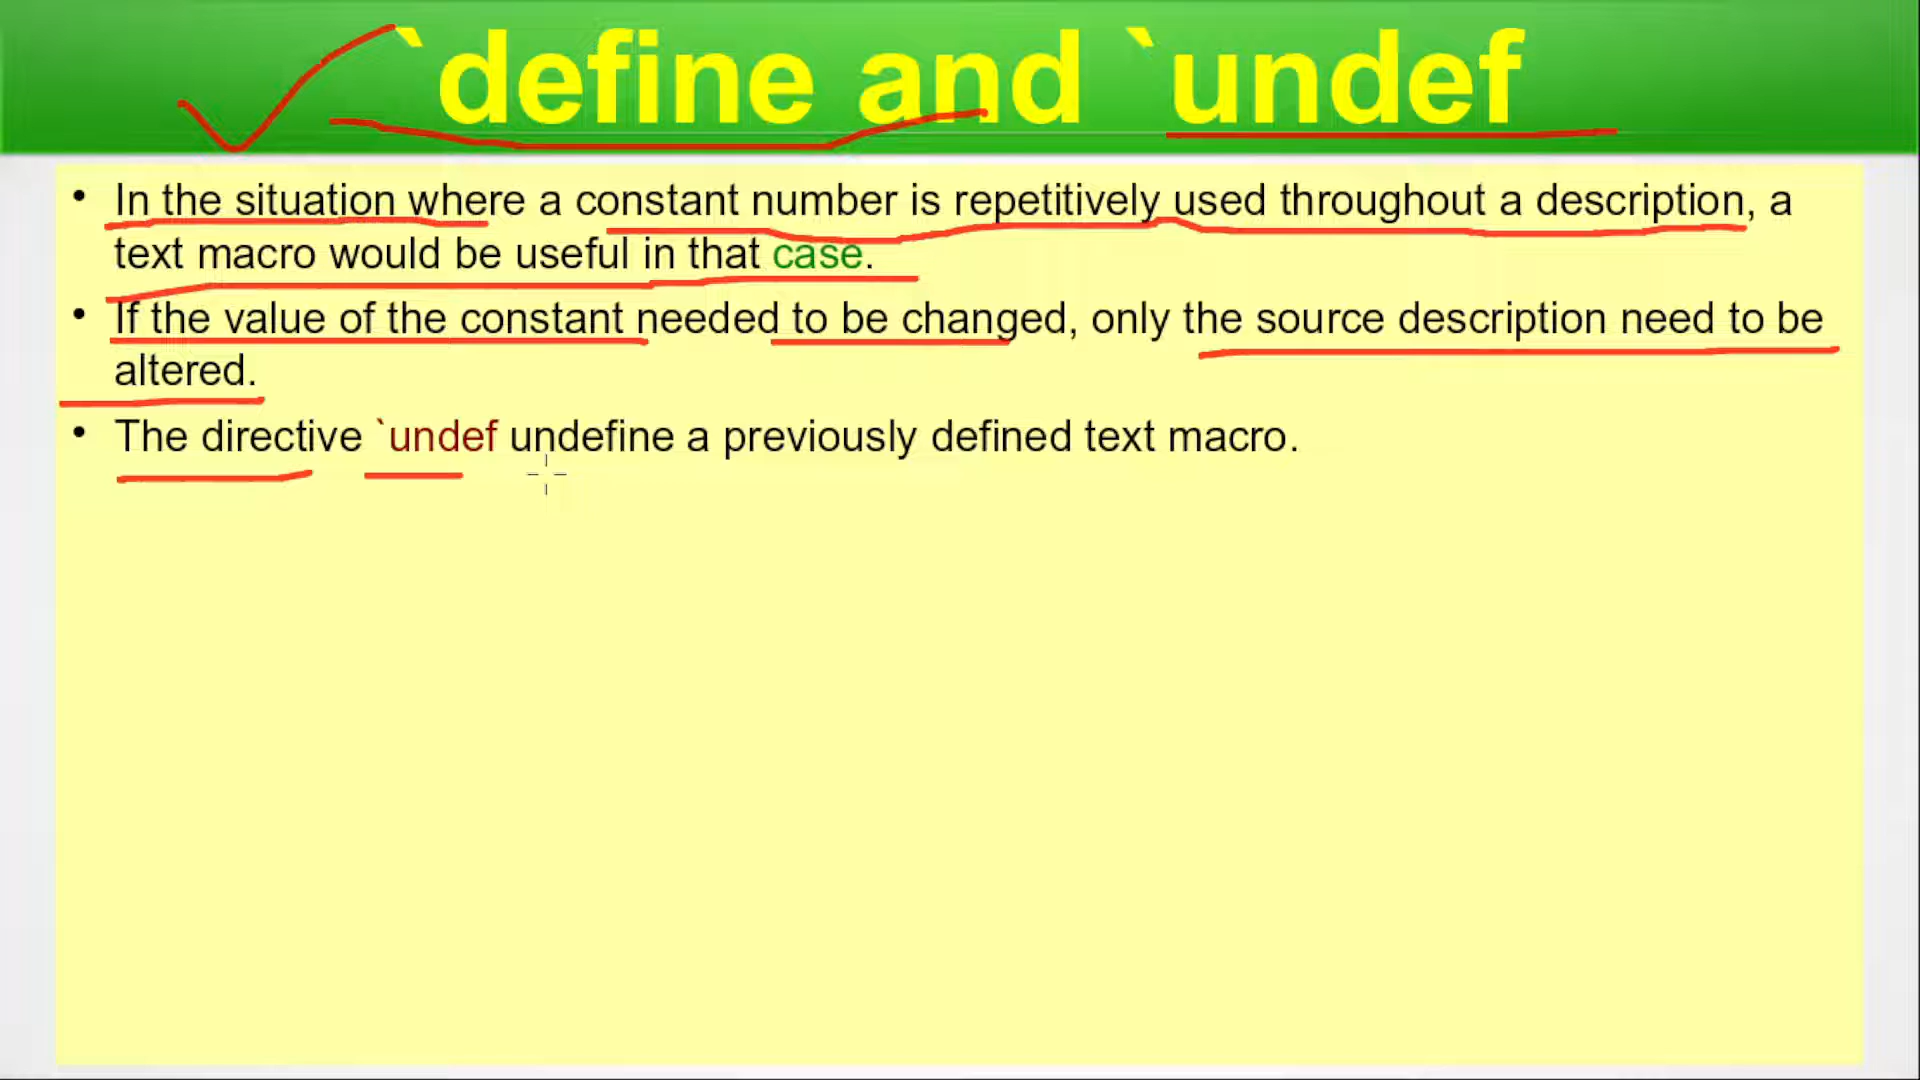 `define and `undef
• In the situation where a constant number is repetitively used throughout a description, a
text macro would be useful in that case.
• If the value of the constant needed to be changed, only the source description need to be
altered.
• The directive `undef undefine a previously defined text macro.